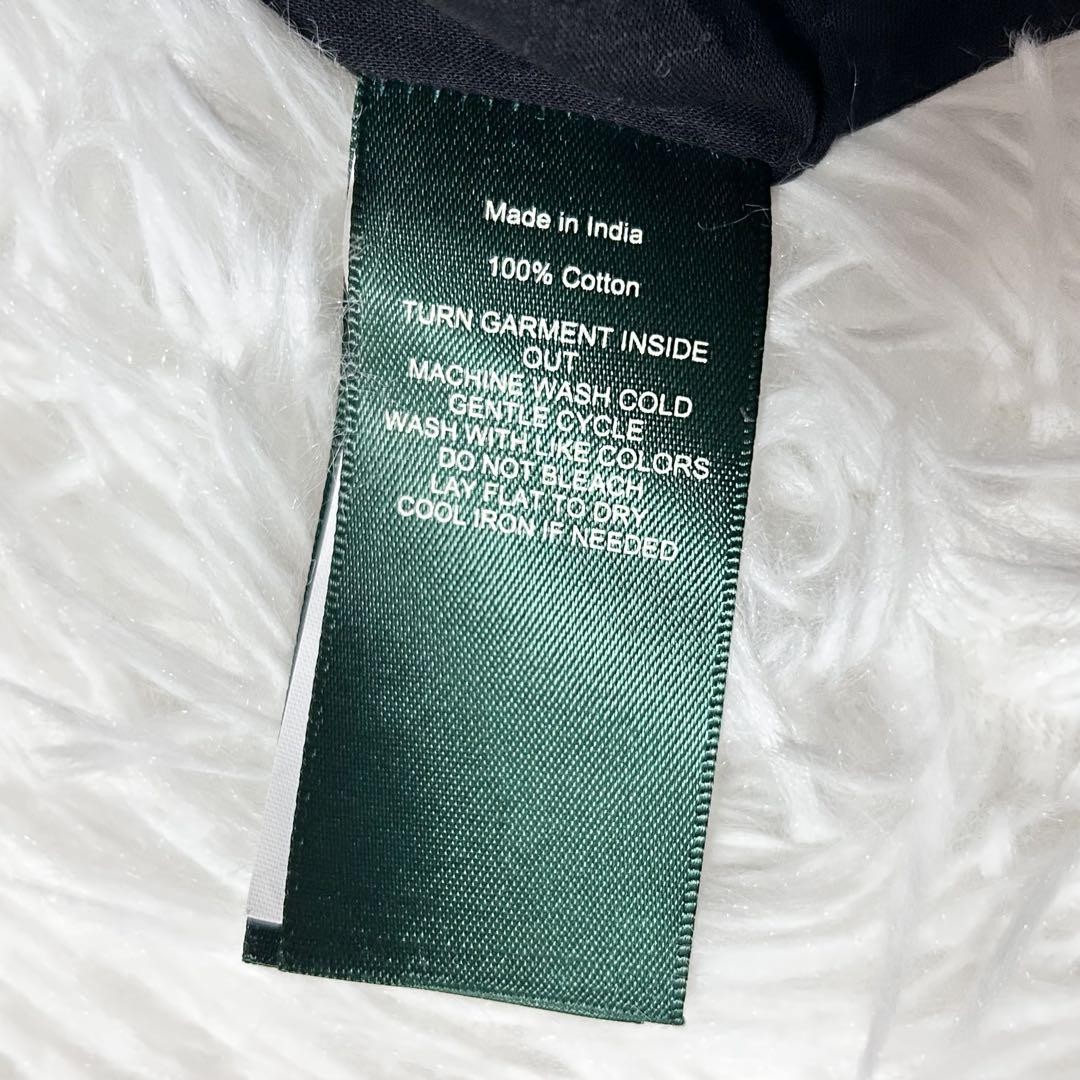 Made in India
100% Cotton
TURN GARMENT INSIDE
OUT
MACHINE WASH COLD
GENTLE CYCLE
WASH WITH LIKE COLORS
DO NOT BLEACH
LAY FLAT TO DRY
COOL IRON IF NEEDED